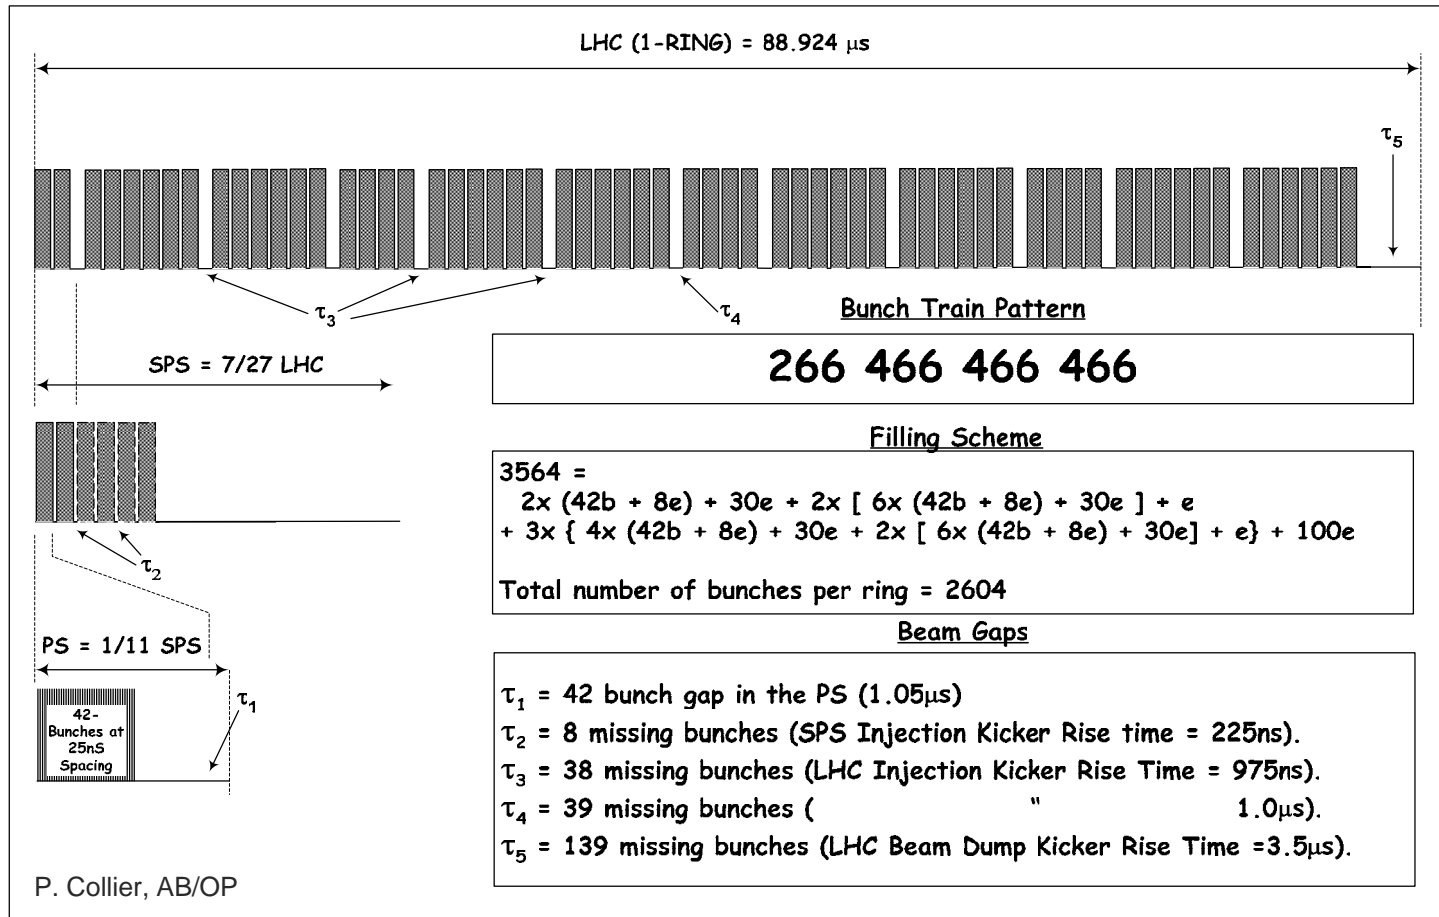 LHC (1-RING) = 88.924 µs
τ5
τ3
τ4
Bunch Train Pattern
266 466 466 466
SPS = 7/27 LHC
Filling Scheme
3564 =
2x (42b + 8e) + 30e + 2x [ 6x (42b + 8e) + 30e ] + e
+ 3x { 4x (42b + 8e) + 30e + 2x [ 6x (42b + 8e) + 30e] + e} + 100e
Total number of bunches per ring = 2604
τ2
Beam Gaps
PS = 1/11 SPS
τ1
42-
Bunches at
25nS
Spacing
τ1 = 42 bunch gap in the PS (1.05µs)
τ2 = 8 missing bunches (SPS Injection Kicker Rise time = 225ns).
τ3 = 38 missing bunches (LHC Injection Kicker Rise Time = 975ns).
τ4 = 39 missing bunches ( " 1.0µs).
τ5 = 139 missing bunches (LHC Beam Dump Kicker Rise Time =3.5µs).
P. Collier, AB/OP